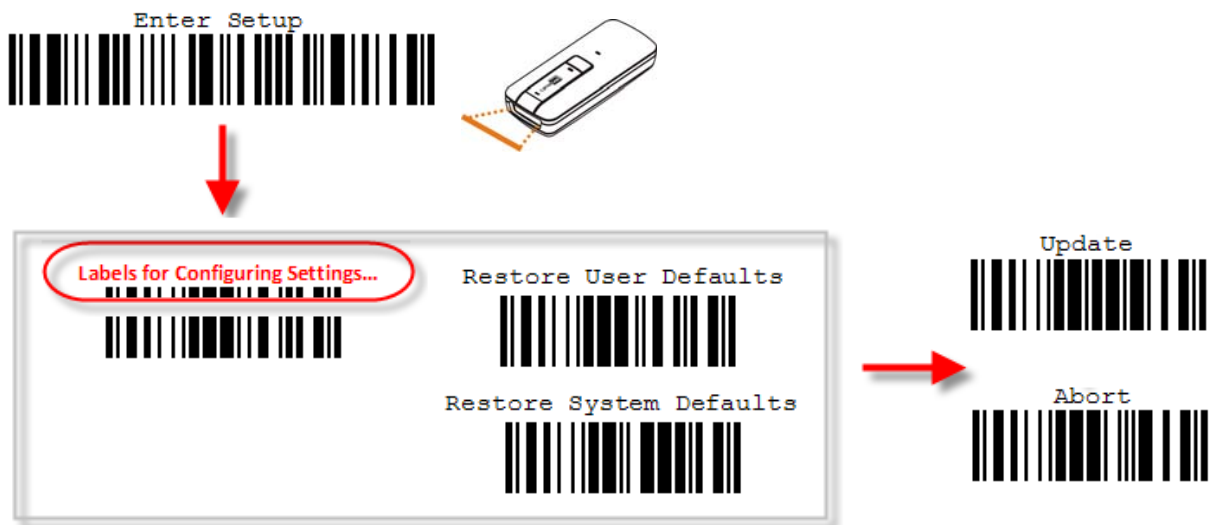 Enter Setup
Labels for Configuring Settings...
Restore User Defaults
Restore System Defaults
Update
Abort